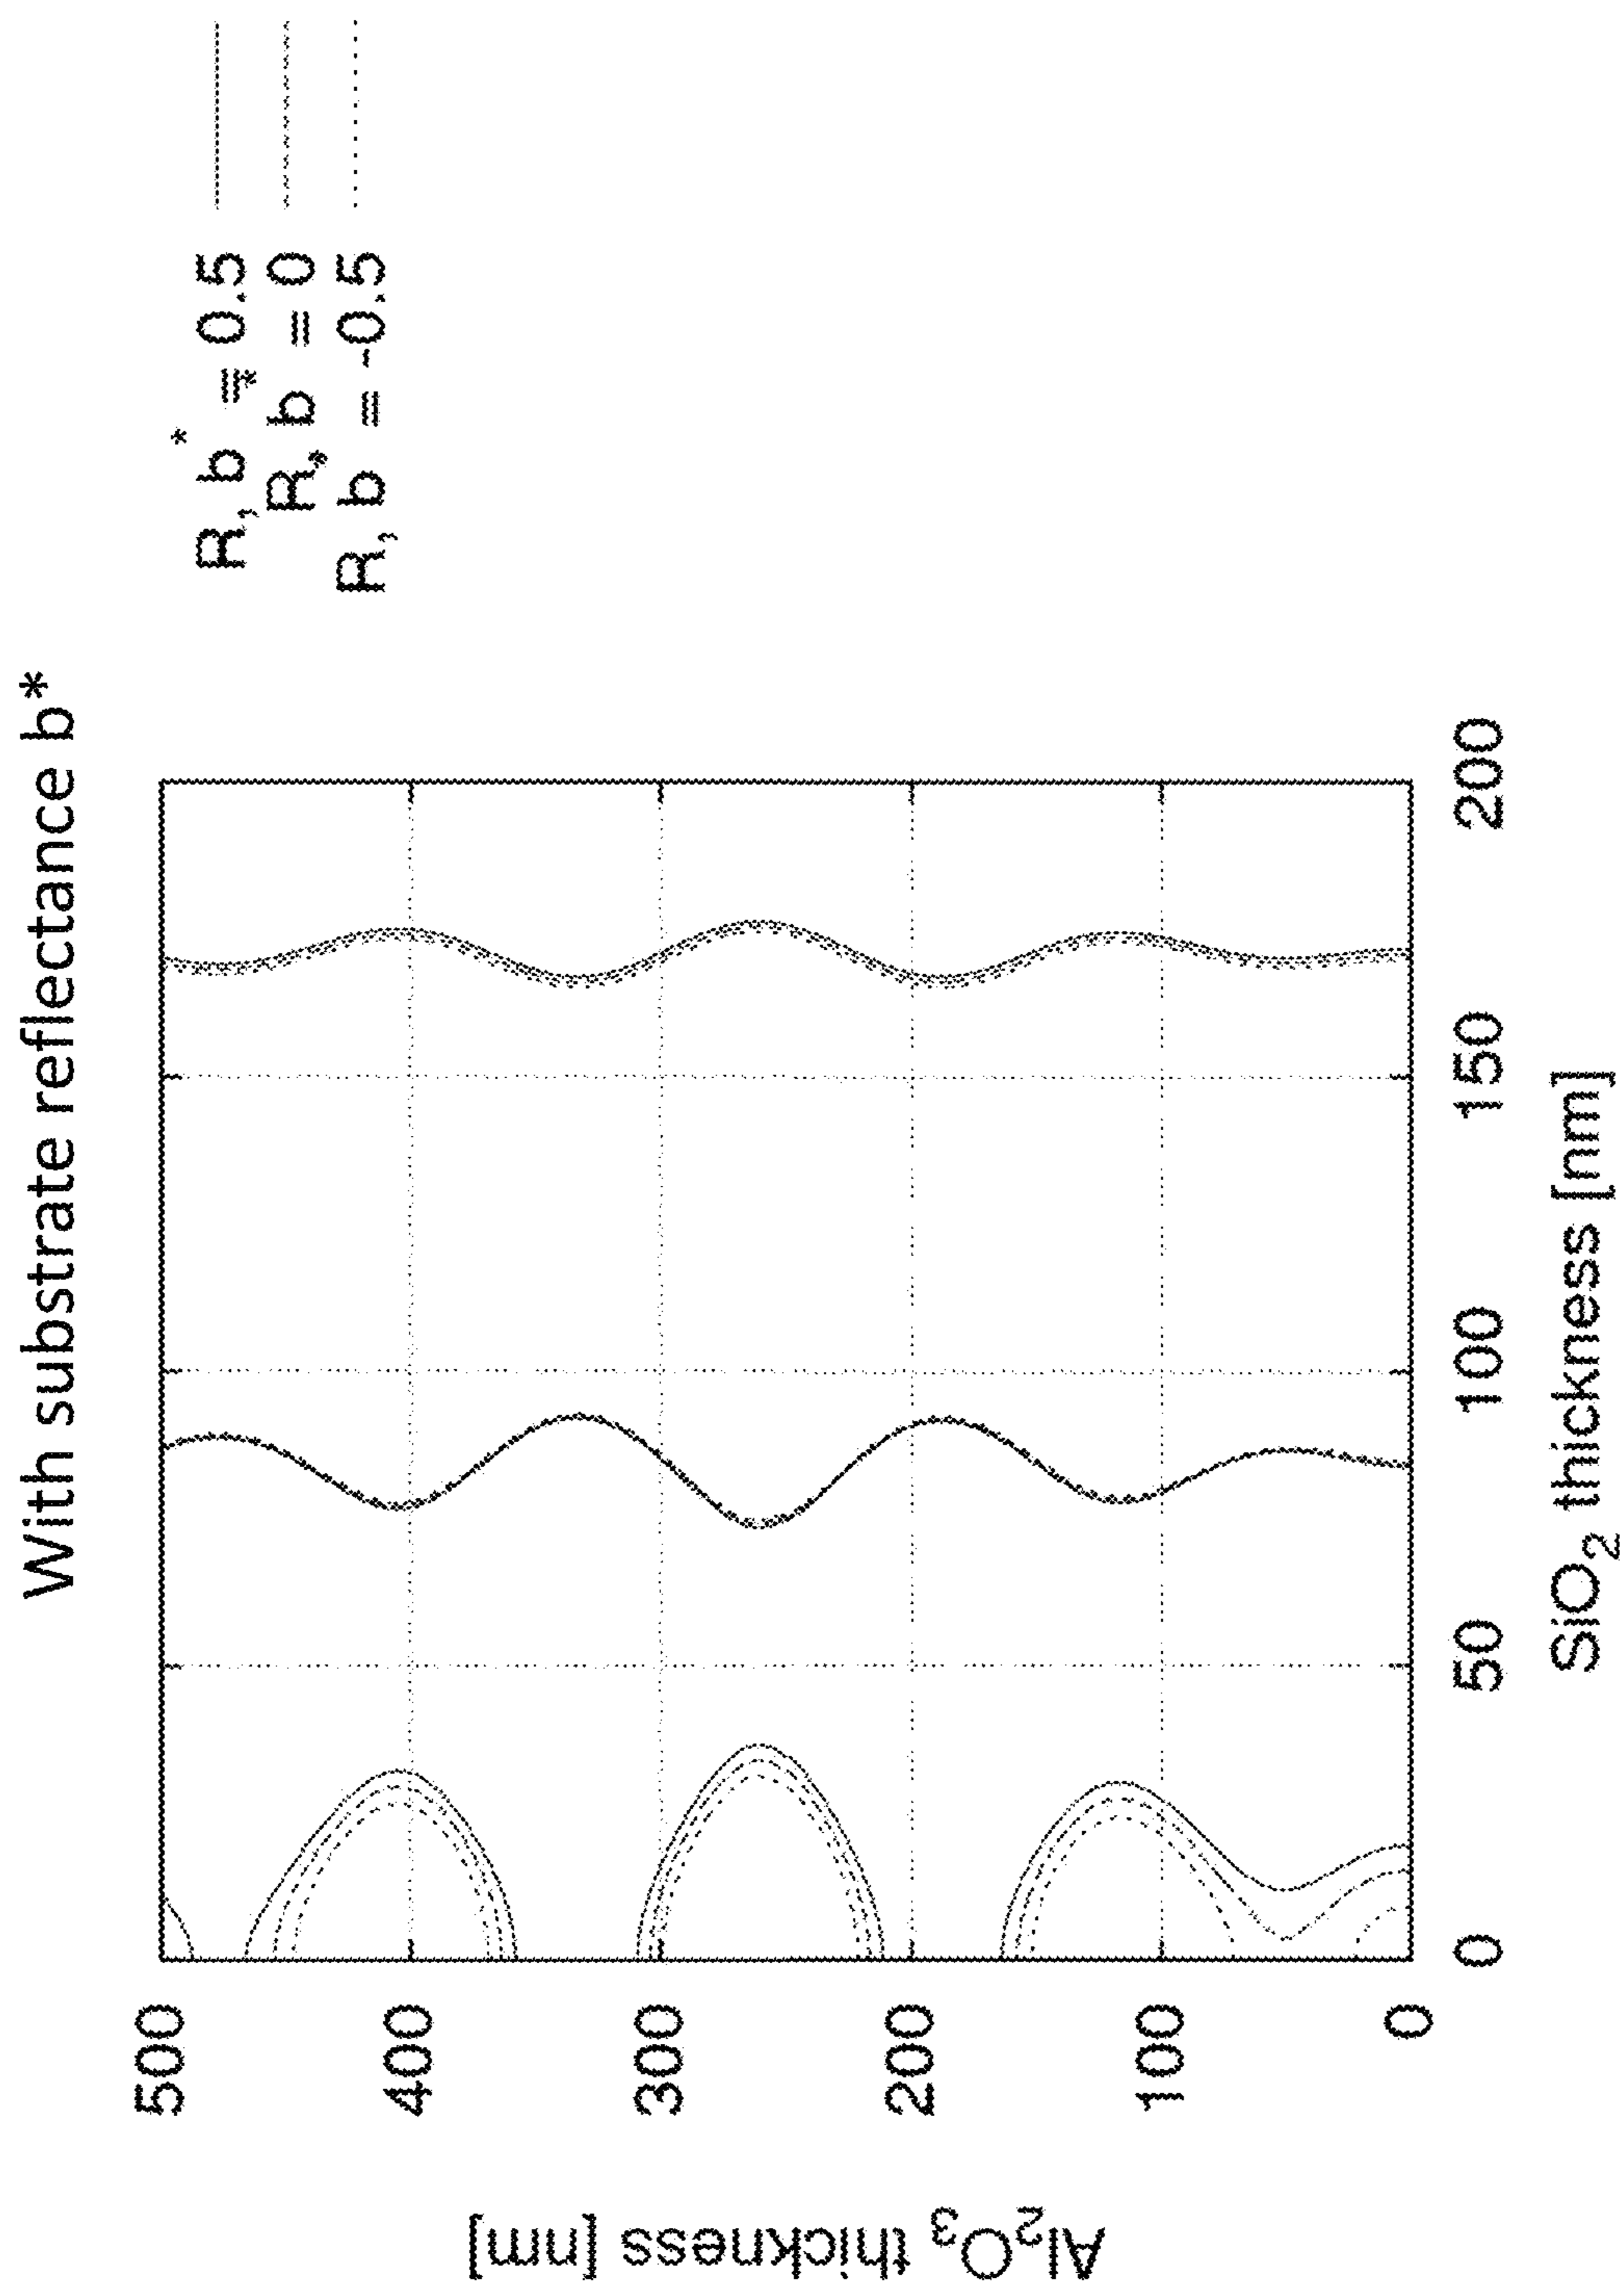 With substrate reflectance b*
R, b* = 0.5
R, b* = 0
R, b* = -0.5
Al₂O₃ thickness [nm]
500
400
300
200
100
0
0
50
100
150
200
SiO₂ thickness [nm]